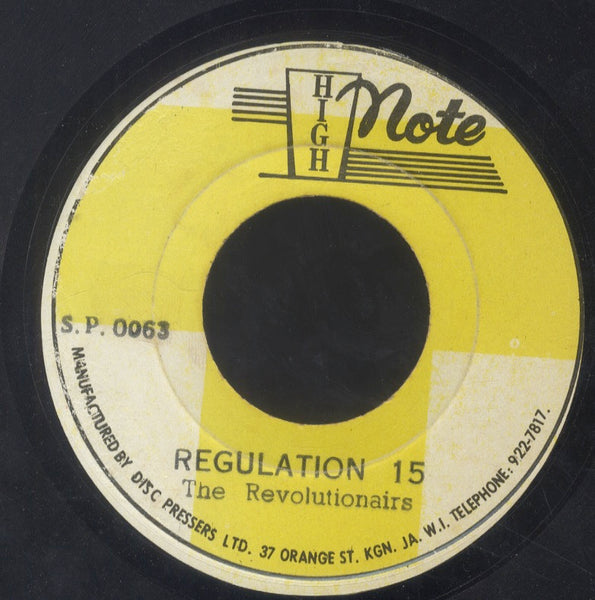 HIGH Note
S.P. 0063
REGULATION 15
The Revolutionairs
MANUFACTURED BY DISC PRESSERS LTD. 37 ORANGE ST. KGN. JA. W.I. TELEPHONE: 922-7817.